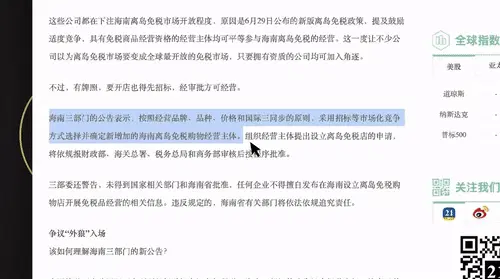 这些公司都在下注海南离岛免税市场开放程度，原因是6月29日公布的新版离岛免税政策，提及鼓励
适度竞争，具有免税商品经营资格的经营主体均可平等参与海南离岛免税的经营。这一度让不少公
司以为离岛免税市场要变成全球最开放的免税市场，只要拥有资质的公司均可加入角逐。
不过，有牌照，要开店也得先招标，经审批方可经营。
海南三部门的公告表示，按照经营品牌、品种、价格和国际三同步的原则，采用招标等市场化竞争
方式选择并确定新增加的海南离岛免税购物经营主体，组织经营主体提出设立离岛免税店的申请，
将依规报财政部、海关总署、税务总局和商务部审核后按程序批准。
三部委还警告，未得到国家相关部门和海南省批准，任何企业不得擅自发布在海南设立离岛免税购
物店开展免税品经营的相关信息。违反规定的，海南省有关部门将依法依规追究责任。
争议“外狼”入场
该如何理解海南三部门的新公告？
全球指数
美股
道琼斯
纳斯达克
普标500
关注我们
21